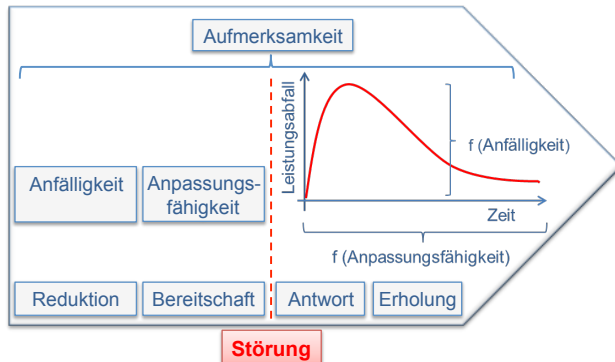 Aufmerksamkeit
Leistungsabfall
f (Anfälligkeit)
Anfälligkeit
Anpassungs-
fähigkeit
Zeit
f (Anpassungsfähigkeit)
Reduktion
Bereitschaft
Antwort
Erholung
Störung